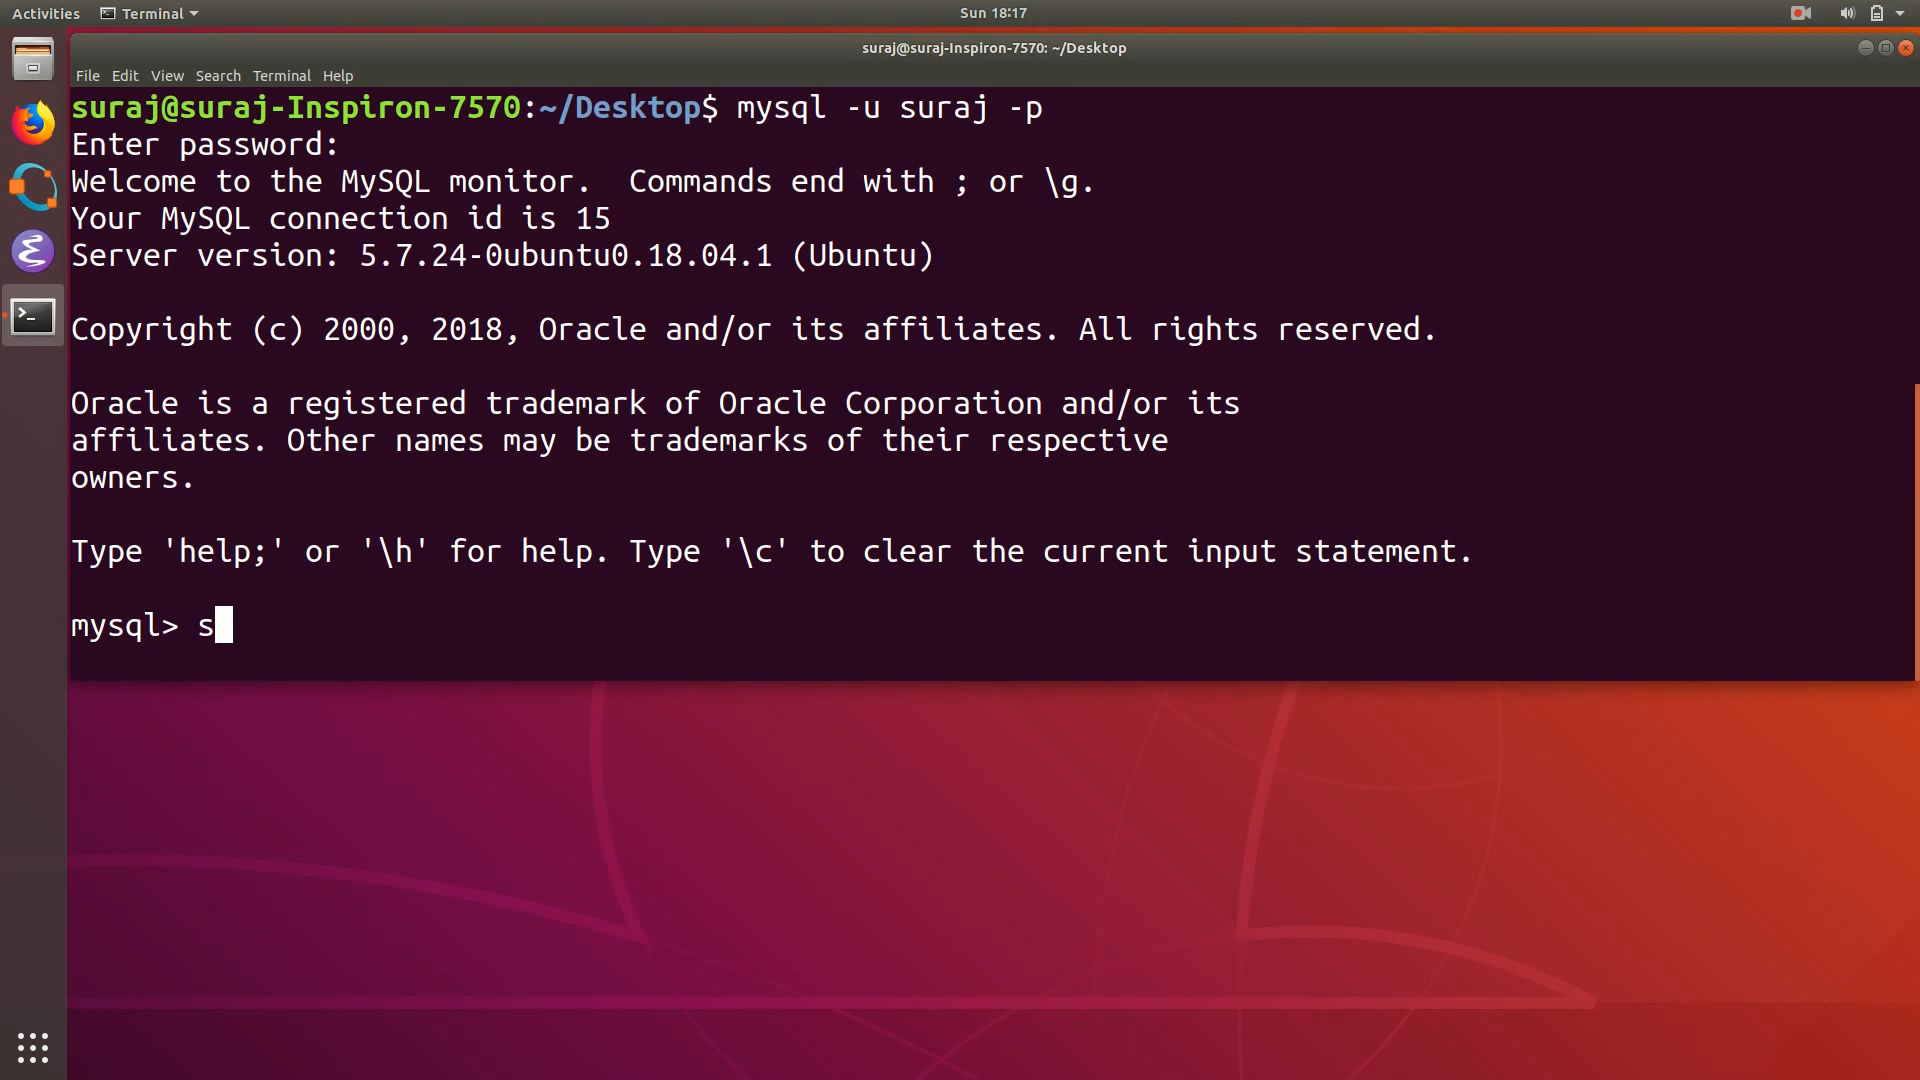 Activities Terminal Sun 18:17
suraj@suraj-Inspiron-7570: ~/Desktop
File Edit View Search Terminal Help
suraj@suraj-Inspiron-7570:~/Desktop$ mysql -u suraj -p
Enter password:
Welcome to the MySQL monitor.  Commands end with ; or \g.
Your MySQL connection id is 15
Server version: 5.7.24-0ubuntu0.18.04.1 (Ubuntu)
Copyright (c) 2000, 2018, Oracle and/or its affiliates. All rights reserved.
Oracle is a registered trademark of Oracle Corporation and/or its
affiliates. Other names may be trademarks of their respective
owners.
Type 'help;' or '\h' for help. Type '\c' to clear the current input statement.
mysql> s